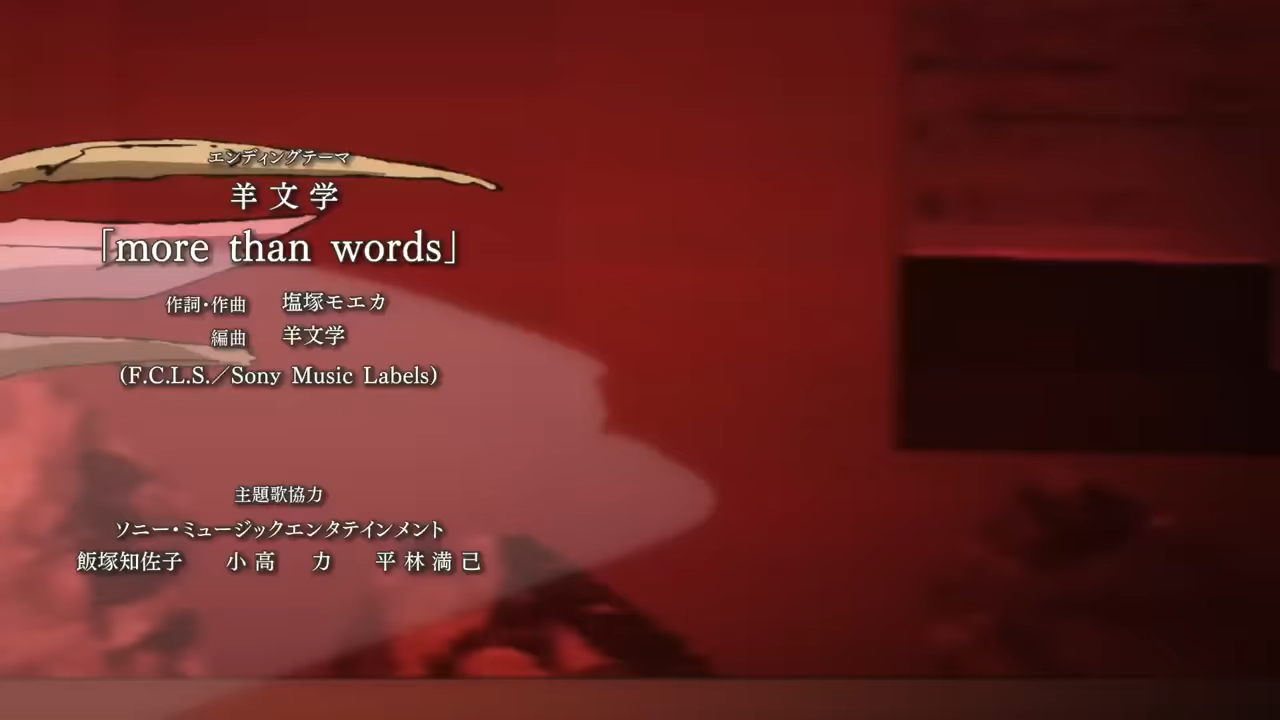 エンディングテーマ
羊文学
「more than words」
作詞・作曲 塩塚モエカ
編曲 羊文学
(F.C.L.S.／Sony Music Labels)
主題歌協力
ソニー・ミュージックエンタテインメント
飯塚知佐子 小高 力 平林満己